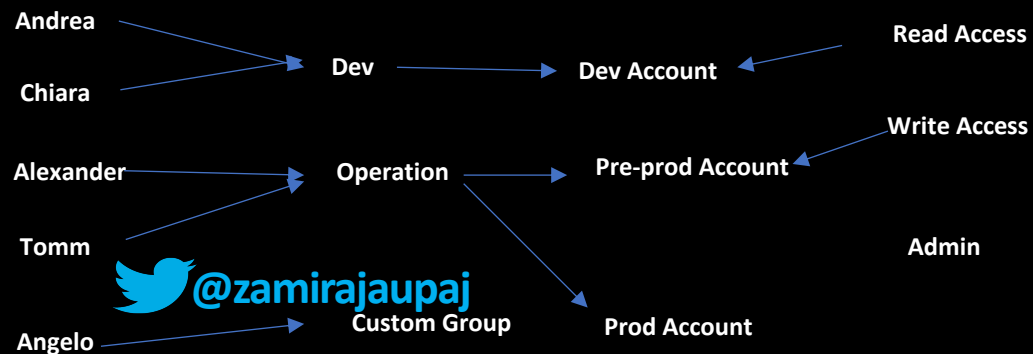 Andrea
Read Access
Dev
Dev Account
Chiara
Write Access
Alexander
Operation
Pre-prod Account
Tomm
Admin
@zamirajaupaj
Custom Group
Prod Account
Angelo